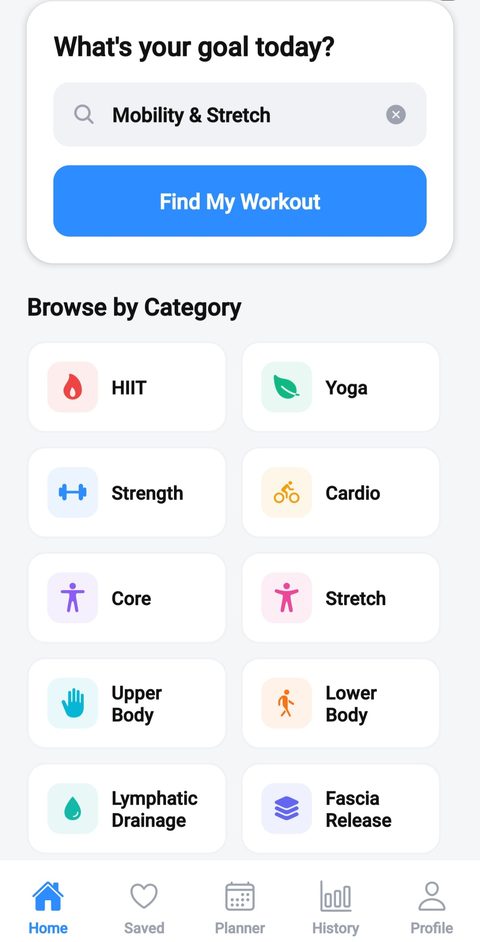 What's your goal today?
Mobility & Stretch
Find My Workout
Browse by Category
HIIT
Yoga
Strength
Cardio
Core
Stretch
Upper
Body
Lower
Body
Lymphatic
Drainage
Fascia
Release
Home
Saved
Planner
History
Profile